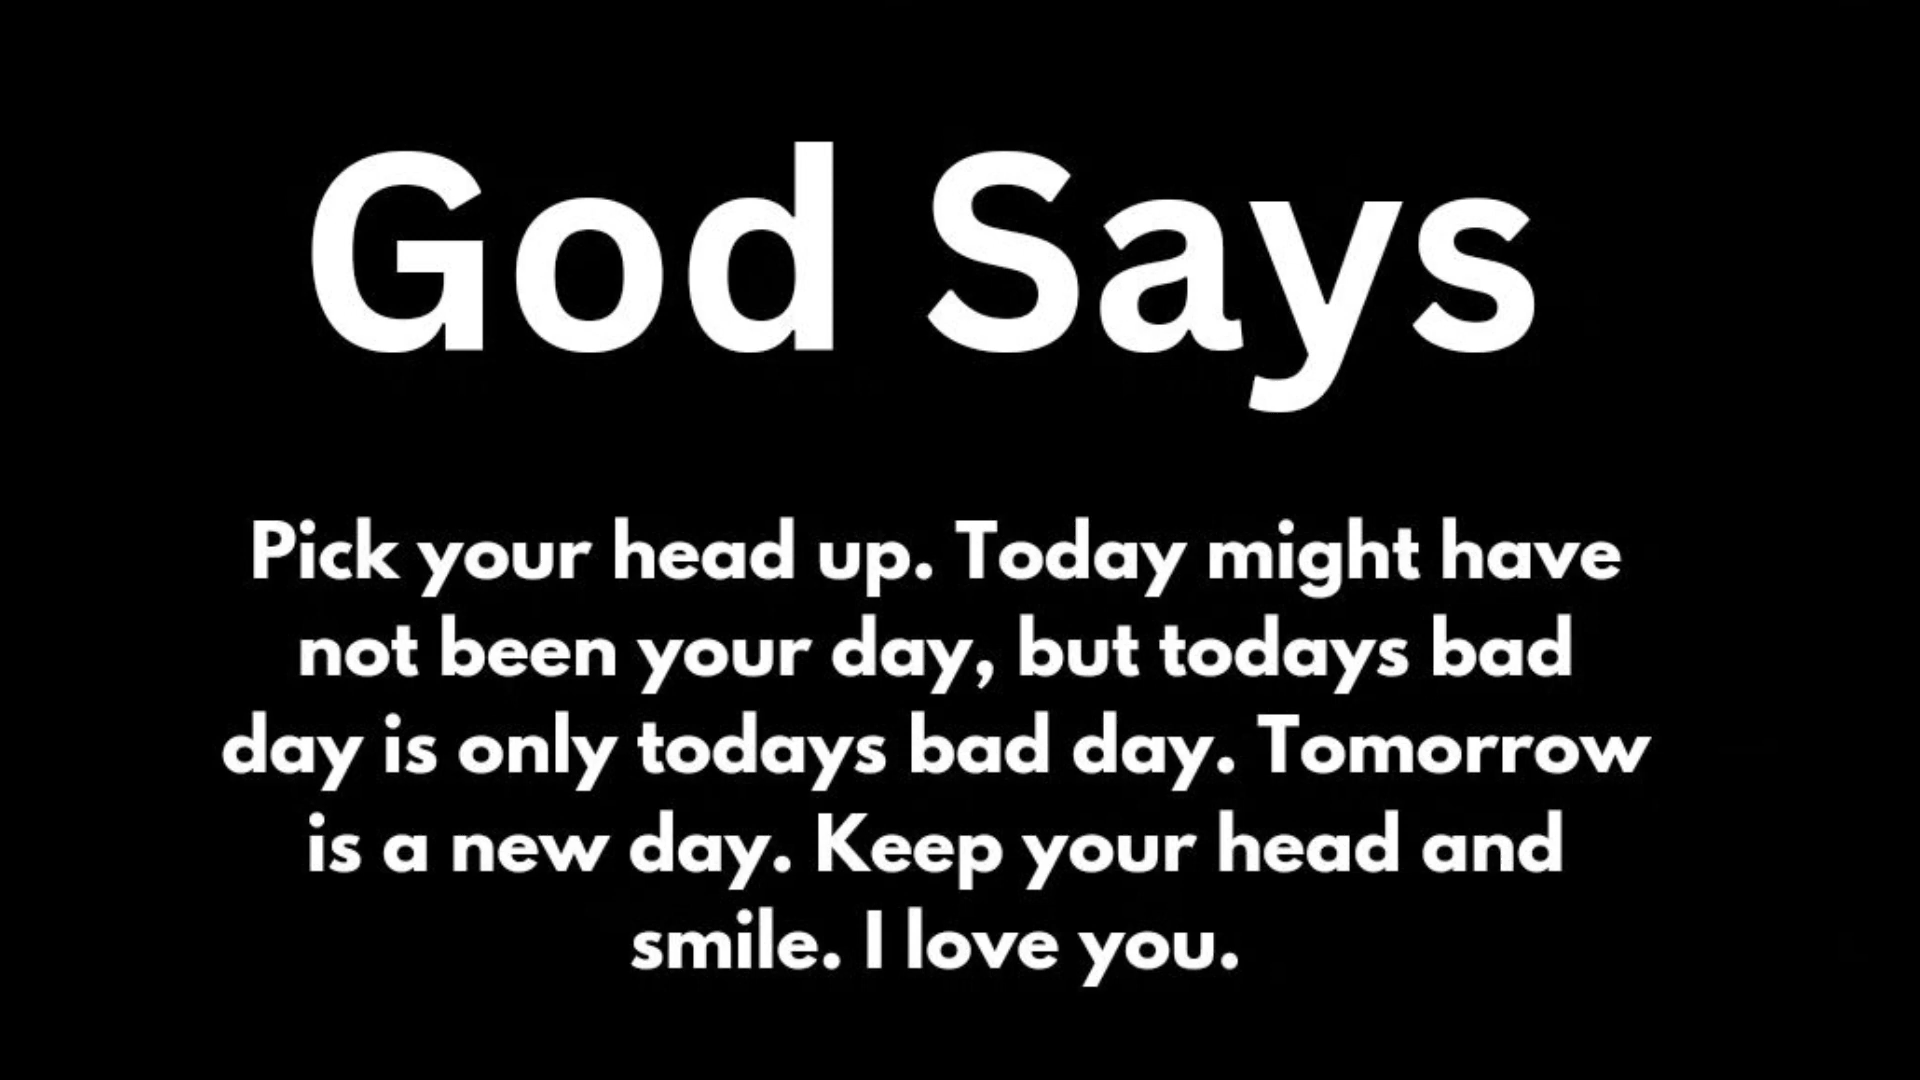 God Says
Pick your head up. Today might have
not been your day, but todays bad
day is only todays bad day. Tomorrow
is a new day. Keep your head and
smile. I love you.